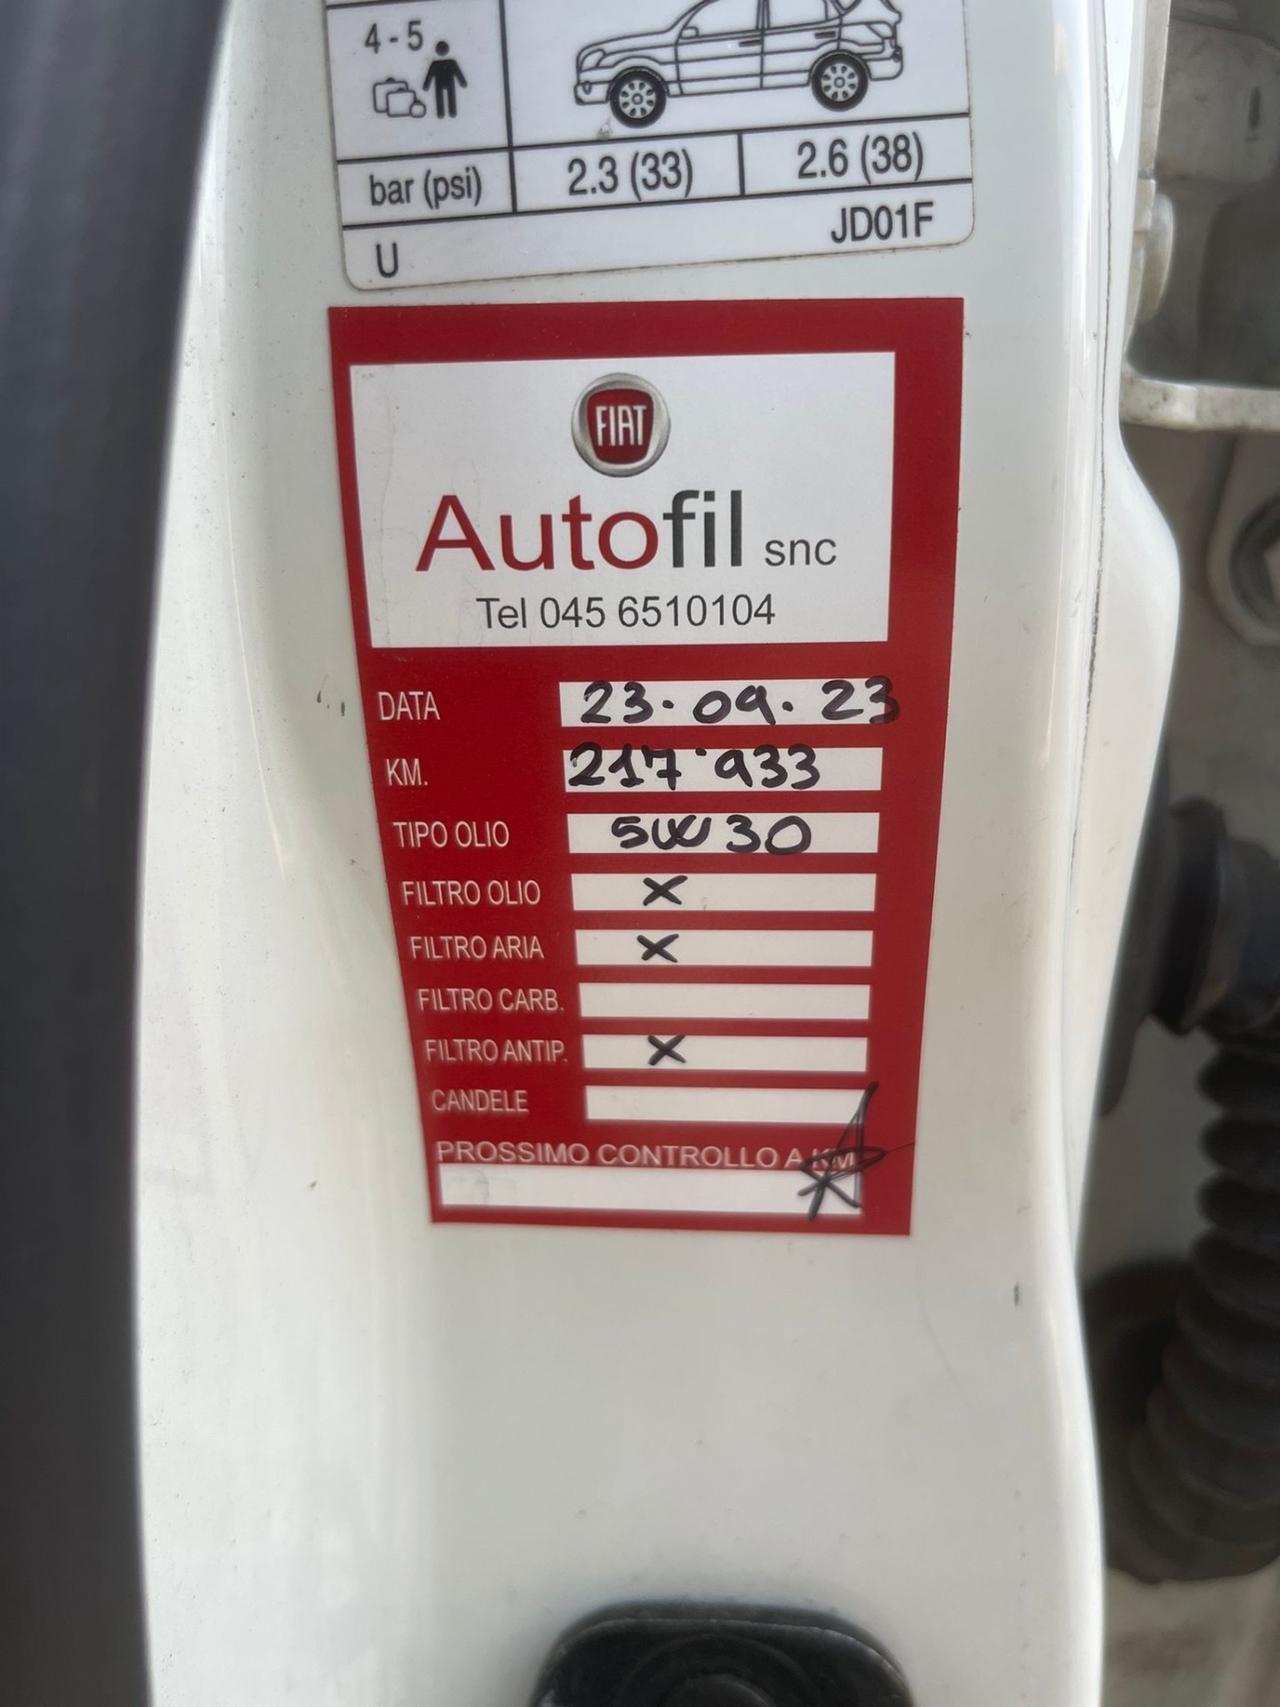 4 - 5
bar (psi) 2.3 (33) 2.6 (38)
U JD01F
FIAT
Autofil snc
Tel 045 6510104
DATA 23.09.23
KM. 217˙933
TIPO OLIO 5W30
FILTRO OLIO X
FILTRO ARIA X
FILTRO CARB.
FILTRO ANTIP. X
CANDELE
PROSSIMO CONTROLLO A KM